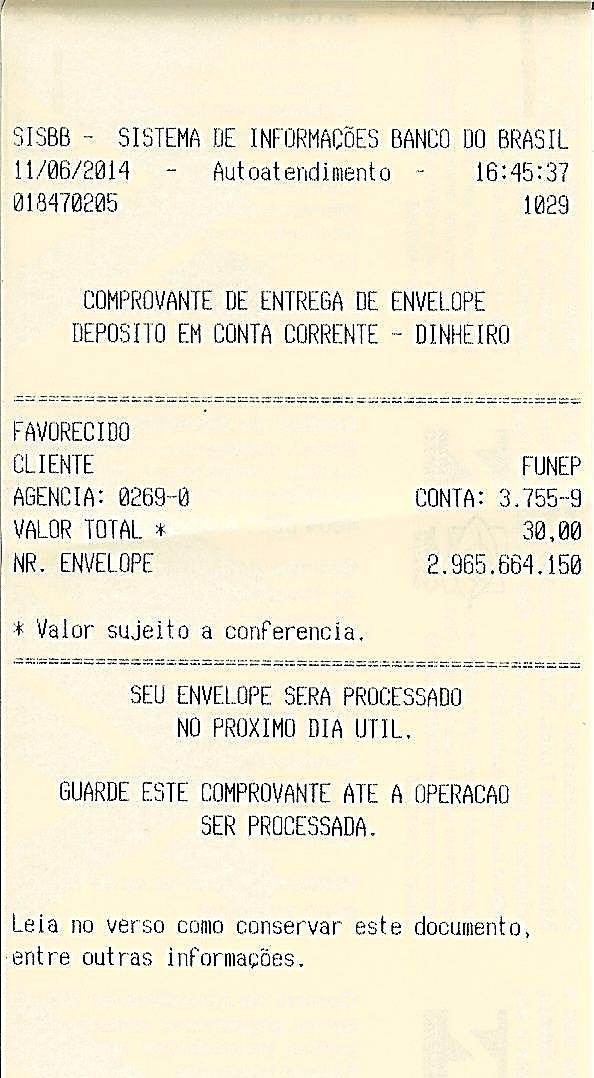 SISBB - SISTEMA DE INFORMAÇÕES BANCO DO BRASIL
11/06/2014 - Autoatendimento - 16:45:37
018470205 1029
COMPROVANTE DE ENTREGA DE ENVELOPE
DEPOSITO EM CONTA CORRENTE - DINHEIRO
FAVORECIDO
CLIENTE FUNEP
AGENCIA: 0269-0 CONTA: 3.755-9
VALOR TOTAL * 30,00
NR. ENVELOPE 2.965.664.150
* Valor sujeito a conferencia.
SEU ENVELOPE SERA PROCESSADO
NO PROXIMO DIA UTIL.
GUARDE ESTE COMPROVANTE ATE A OPERACAO
SER PROCESSADA.
Leia no verso como conservar este documento,
entre outras informações.